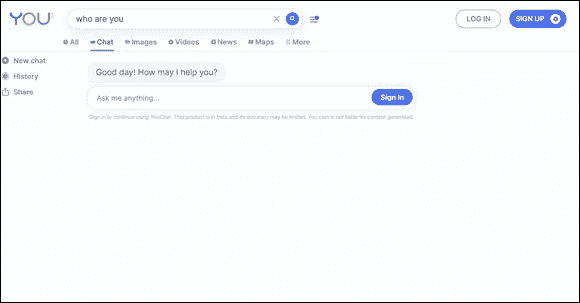 YOU
who are you
LOG IN
SIGN UP
All Chat Images Videos News Maps More
New chat
History
Share
Good day! How may I help you?
Ask me anything...
Sign In
Sign in to continue using YouChat. This product is in beta and its accuracy may be limited. You.com is not liable for content generated.